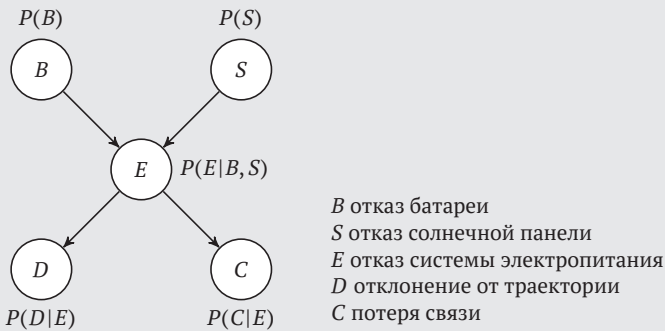 P(B) P(S)
B S
E P(E|B, S)
D C
P(D|E) P(C|E)
B отказ батареи
S отказ солнечной панели
E отказ системы электропитания
D отклонение от траектории
C потеря связи